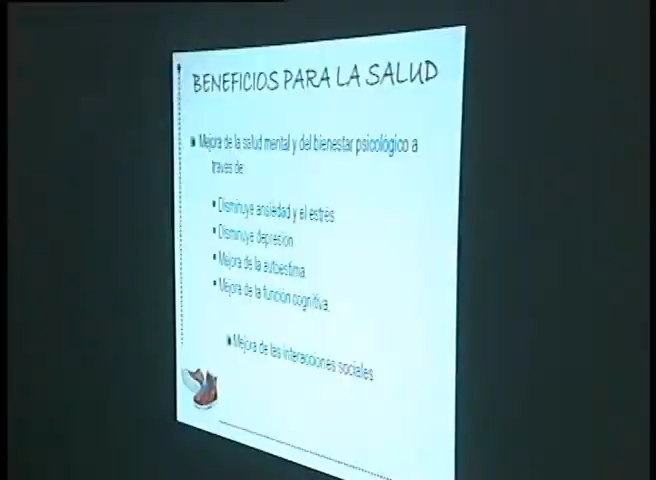 BENEFICIOS PARA LA SALUD
Mejora de la salud mental y del bienestar psicológico a
traves de
Disminuye ansiedad y el estrés
Disminuye depresion
Mejora de la autoestima
Mejora de la función cognitiva.
Mejora de las interacciones sociales